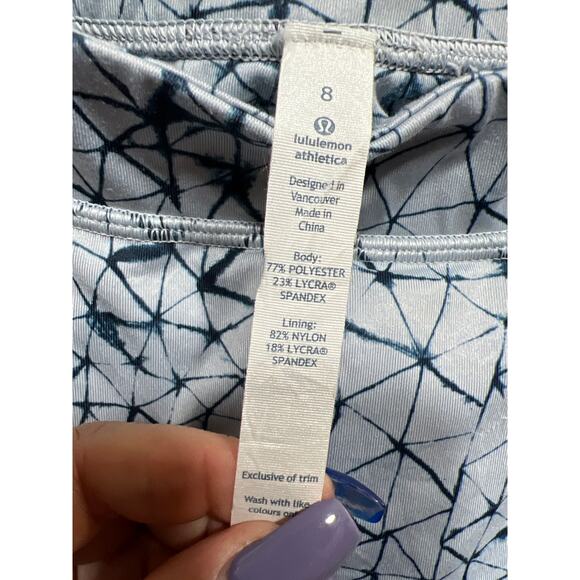 8
lululemon
athletica
Designed in
Vancouver
Made in
China
Body:
77% POLYESTER
23% LYCRA®
SPANDEX
Lining:
82% NYLON
18% LYCRA®
SPANDEX
Exclusive of trim
Wash with like
colours